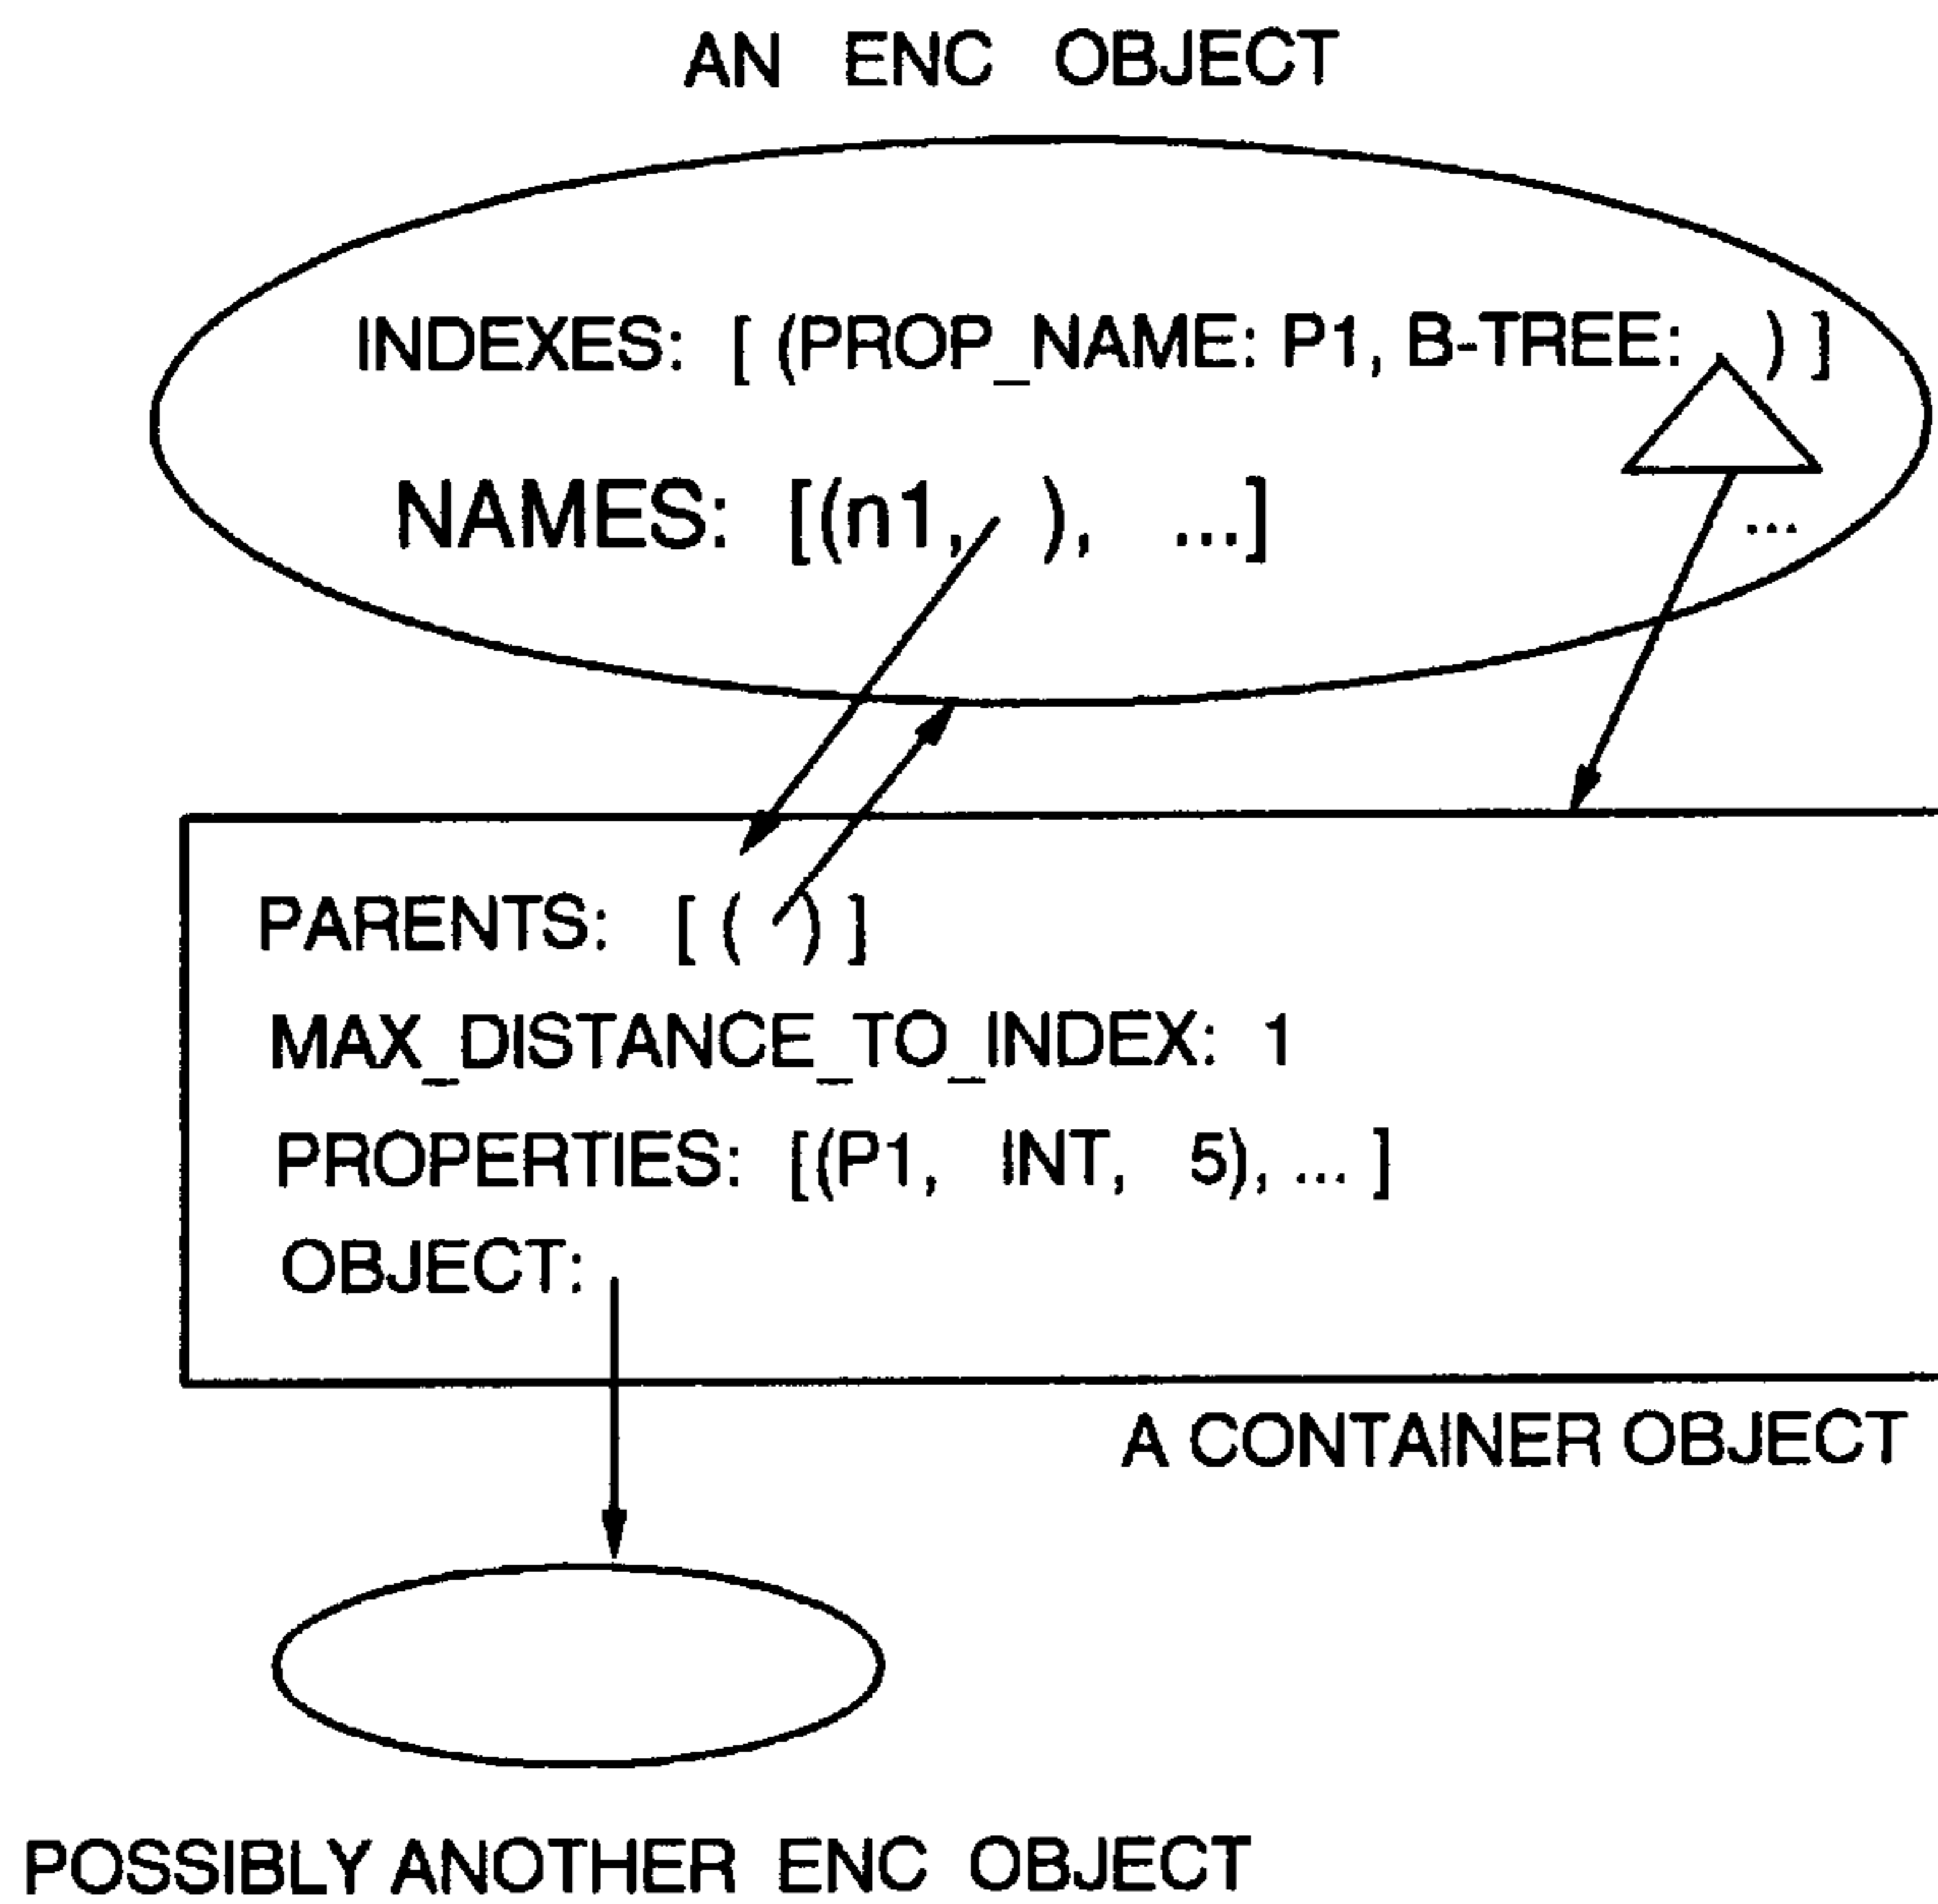 AN ENC OBJECT
INDEXES: [ (PROP_NAME: P1, B-TREE: ) ]
NAMES: [(n1, ), ...]
...
PARENTS: [ ( ) ]
MAX_DISTANCE_TO_INDEX: 1
PROPERTIES: [(P1, INT, 5), ... ]
OBJECT:
A CONTAINER OBJECT
POSSIBLY ANOTHER ENC OBJECT